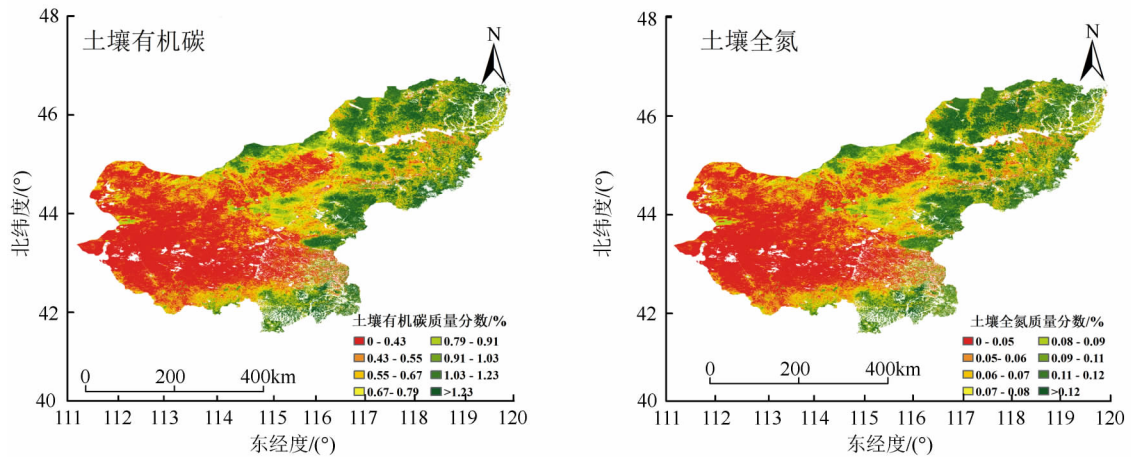 土壤有机碳
N
48
46
44
42
40
北纬度/(°)
土壤有机碳质量分数/%
0 - 0.43
0.79 - 0.91
0.43 - 0.55
0.91 - 1.03
0.55 - 0.67
1.03 - 1.23
0.67- 0.79
>1.23
0 200 400km
111 112 113 114 115 116 117 118 119 120
东经度/(°)
土壤全氮
N
48
46
44
42
40
北纬度/(°)
土壤全氮质量分数/%
0 - 0.05
0.08 - 0.09
0.05- 0.06
0.09 - 0.11
0.06 - 0.07
0.11 - 0.12
0.07 - 0.08
>0.12
0 200 400km
111 112 113 114 115 116 117 118 119 120
东经度/(°)